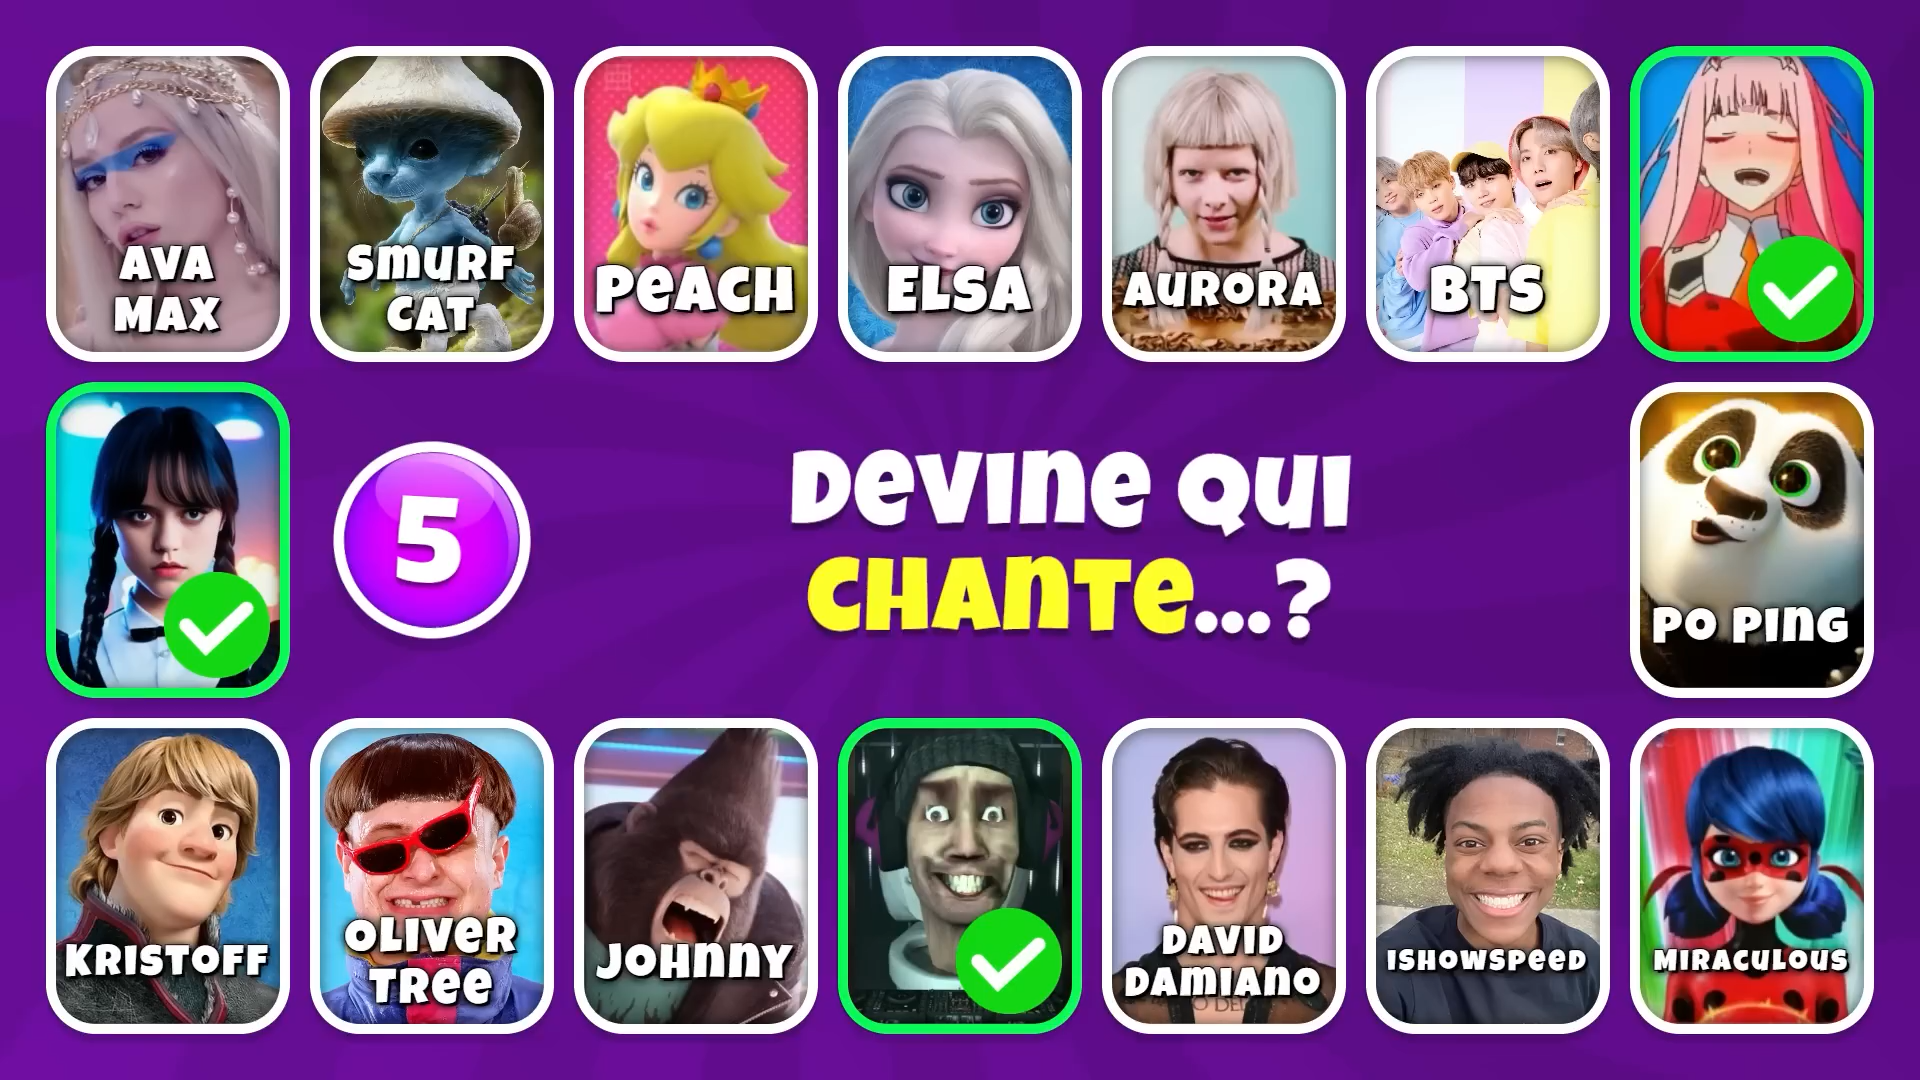 AVA
MAX
SMURF
CAT
PEACH
ELSA
AURORA
BTS
5
DEVINE QUI
CHANTE...?
PO PING
KRISTOFF
OLIVER
TREE
JOHNNY
DAVID
DAMIANO
ISHOWSPEED
MIRACULOUS